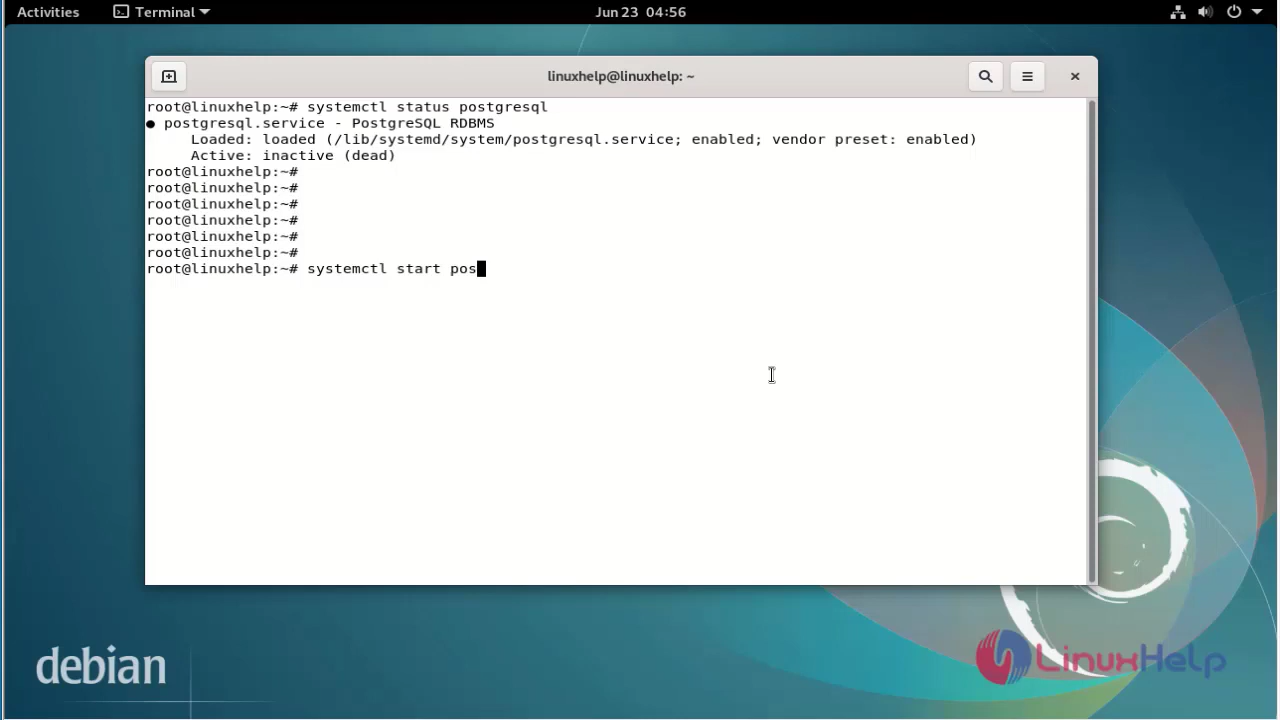 Activities Terminal Jun 23 04:56
linuxhelp@linuxhelp: ~
root@linuxhelp:~# systemctl status postgresql
● postgresql.service - PostgreSQL RDBMS
Loaded: loaded (/lib/systemd/system/postgresql.service; enabled; vendor preset: enabled)
Active: inactive (dead)
root@linuxhelp:~#
root@linuxhelp:~#
root@linuxhelp:~#
root@linuxhelp:~#
root@linuxhelp:~#
root@linuxhelp:~#
root@linuxhelp:~# systemctl start pos
debian
LinuxHelp